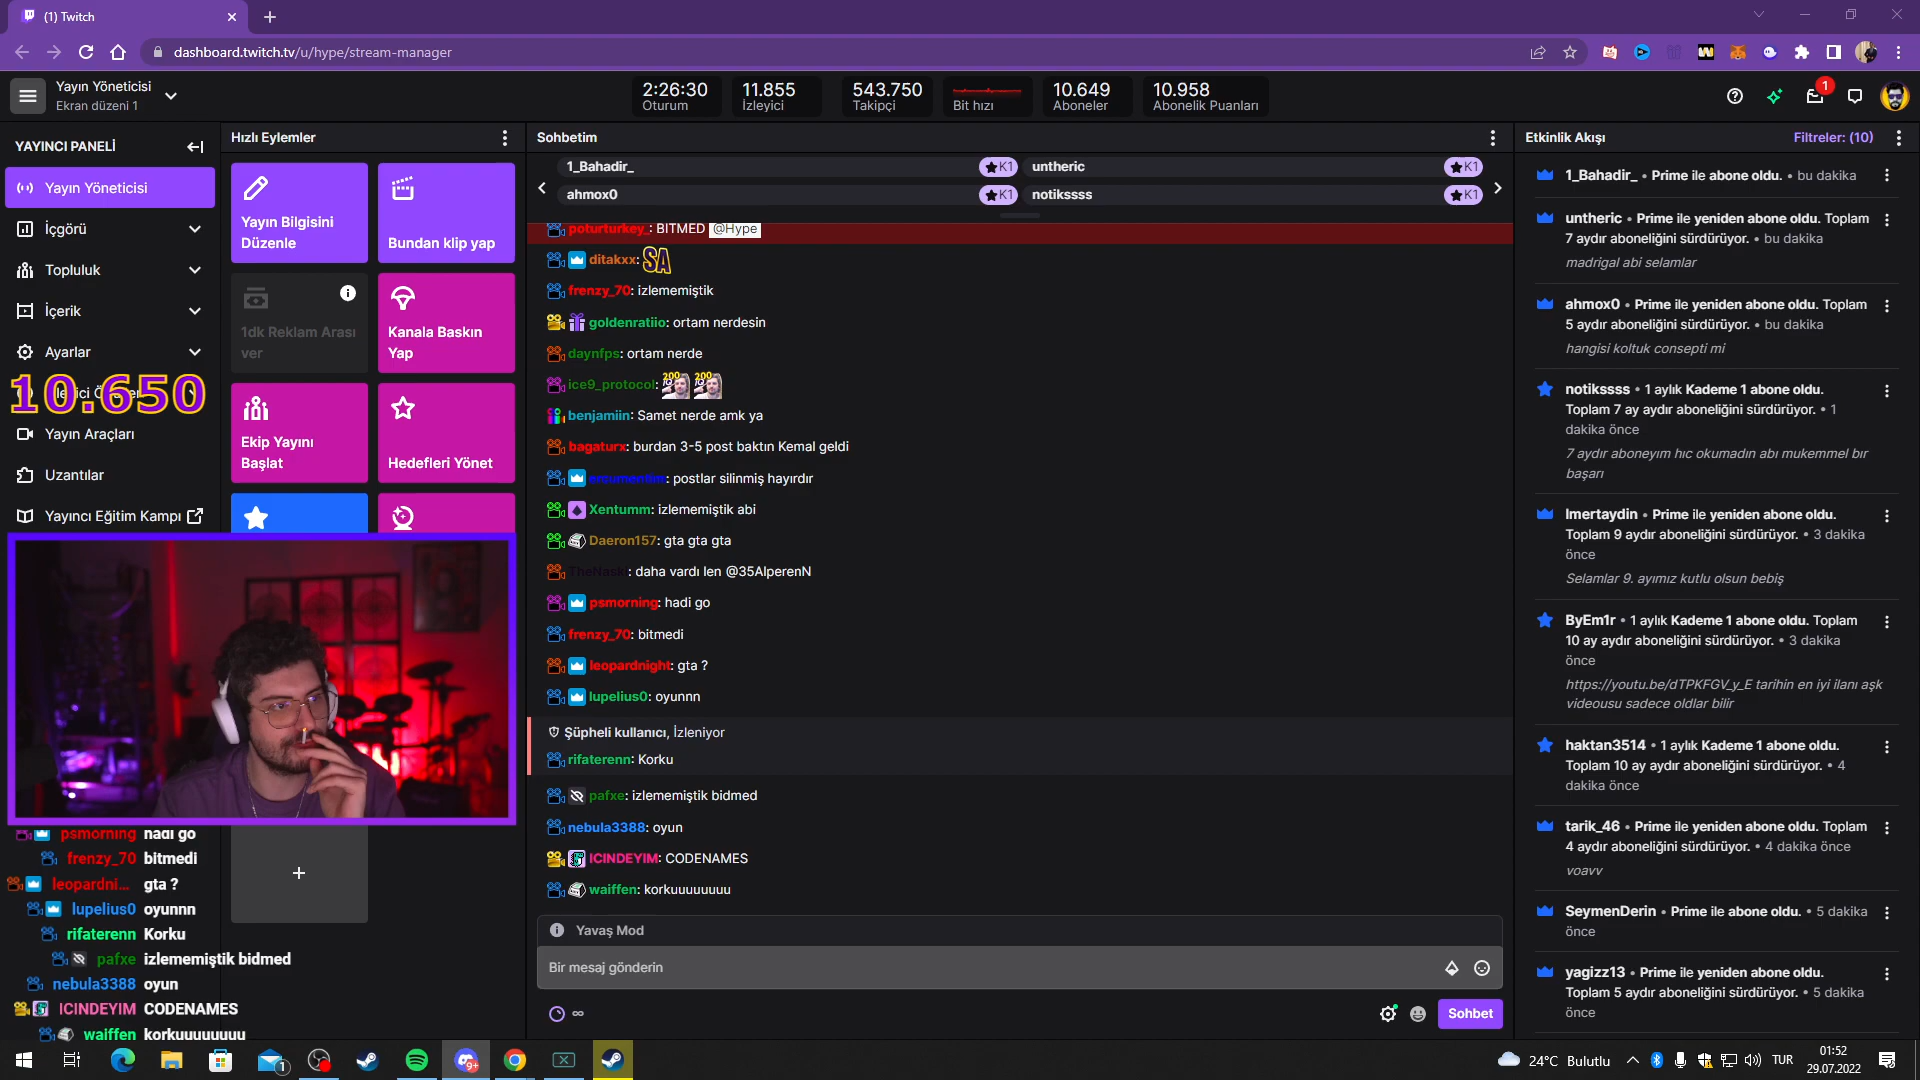 (1) Twitch
dashboard.twitch.tv/u/hype/stream-manager
Yayın Yöneticisi
Ekran düzeni 1
2:26:30
Oturum
11.855
İzleyici
543.750
Takipçi
Bit hızı
10.649
Aboneler
10.958
Abonelik Puanları
1
YAYINCI PANELİ
Yayın Yöneticisi
İçgörü
Topluluk
İçerik
Ayarlar
10.650
Yayın Araçları
Uzantılar
Yayıncı Eğitim Kampı
Hızlı Eylemler
Yayın Bilgisini
Düzenle
Bundan klip yap
1dk Reklam Arası
ver
Kanala Baskın
Yap
Ekip Yayını
Başlat
Hedefleri Yönet
psmorning hadi go
frenzy_70 bitmedi
leopardni... gta ?
lupelius0 oyunnn
rifaterenn Korku
pafxe izlememiştik bidmed
nebula3388 oyun
ICINDEYIM CODENAMES
waiffen korkuuuuuuuu
Sohbetim
1_Bahadir_ K1
untheric K1
ahmox0 K1
notikssss K1
poturturkey_: BITMED @Hype
ditakxx: SA
frenzy_70: izlememiştik
goldenratiio: ortam nerdesin
daynfps: ortam nerde
ice9_protocol: 200 IQ 200 IQ
benjamiin: Samet nerde amk ya
bagaturx: burdan 3-5 post baktın Kemal geldi
: postlar silinmiş hayırdır
Xentumm: izlememiştik abi
Daeron157: gta gta gta
: daha vardı len @35AlperenN
psmorning: hadi go
frenzy_70: bitmedi
leopardnight: gta ?
lupelius0: oyunnn
Şüpheli kullanıcı, İzleniyor
rifaterenn: Korku
pafxe: izlememiştik bidmed
nebula3388: oyun
ICINDEYIM: CODENAMES
waiffen: korkuuuuuuuu
Yavaş Mod
Bir mesaj gönderin
Sohbet
Etkinlik Akışı
Filtreler: (10)
1_Bahadir_ • Prime ile abone oldu. • bu dakika
untheric • Prime ile yeniden abone oldu. Toplam
7 aydır aboneliğini sürdürüyor. • bu dakika
madrigal abi selamlar
ahmox0 • Prime ile yeniden abone oldu. Toplam
5 aydır aboneliğini sürdürüyor. • bu dakika
hangisi koltuk consepti mi
notikssss • 1 aylık Kademe 1 abone oldu.
Toplam 7 ay aydır aboneliğini sürdürüyor. • 1
dakika önce
7 aydır aboneyım hıc okumadın abı mukemmel bır
başarı
Imertaydin • Prime ile yeniden abone oldu.
Toplam 9 aydır aboneliğini sürdürüyor. • 3 dakika
önce
Selamlar 9. ayımız kutlu olsun bebiş
ByEm1r • 1 aylık Kademe 1 abone oldu. Toplam
10 ay aydır aboneliğini sürdürüyor. • 3 dakika
önce
https://youtu.be/dTPKFGV_y_E tarihin en iyi ilanı aşk
videosu sadece oldlar bilir
haktan3514 • 1 aylık Kademe 1 abone oldu.
Toplam 10 ay aydır aboneliğini sürdürüyor. • 4
dakika önce
tarik_46 • Prime ile yeniden abone oldu. Toplam
4 aydır aboneliğini sürdürüyor. • 4 dakika önce
voavv
SeymenDerin • Prime ile abone oldu. • 5 dakika
önce
yagizz13 • Prime ile yeniden abone oldu.
Toplam 5 aydır aboneliğini sürdürüyor. • 5 dakika
önce
1
9+
24°C Bulutlu
TUR
01:52
29.07.2022